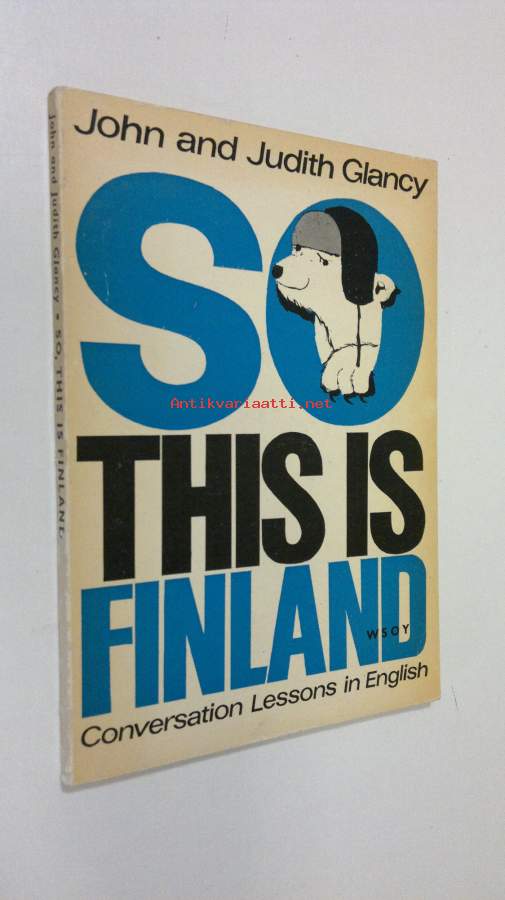 John and Judith Glancy
SO
THIS IS
FINLAND
WSOY
Conversation Lessons in English
John and Judith Glancy • SO, THIS IS FINLAND
Antikvariaatti.net